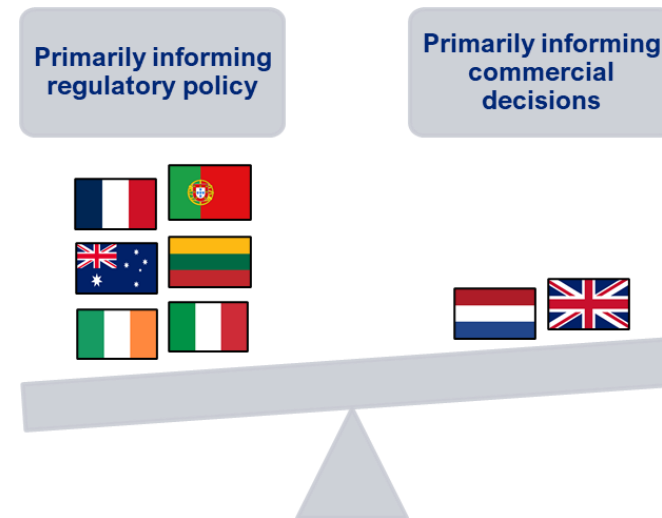 Primarily informing
regulatory policy
Primarily informing
commercial
decisions